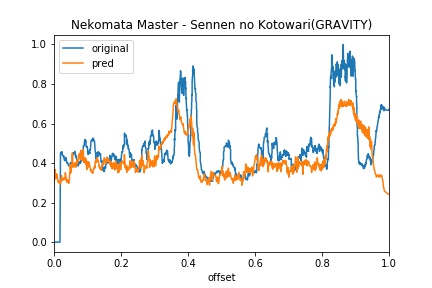 Nekomata Master - Sennen no Kotowari(GRAVITY)
original
pred
1.0
0.8
0.6
0.4
0.2
0.0
0.0 0.2 0.4 0.6 0.8 1.0
offset